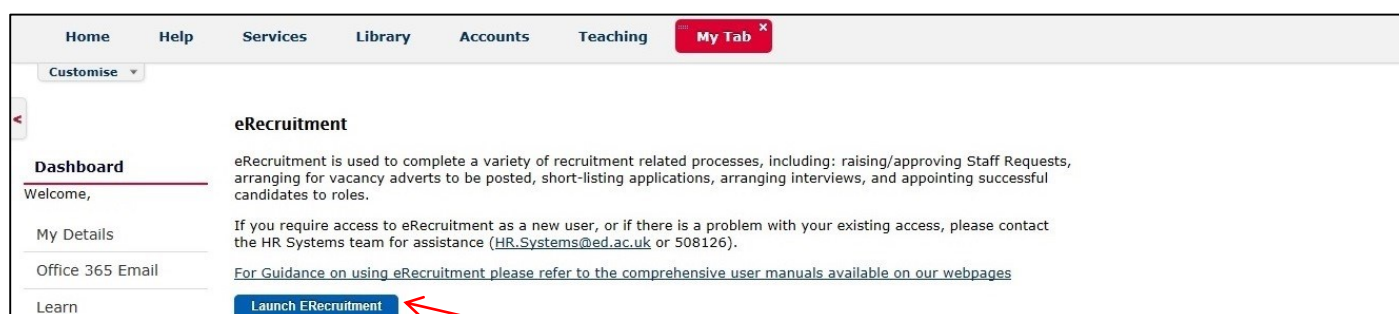 Home Help Services Library Accounts Teaching My Tab
Customise
eRecruitment
Dashboard
Welcome,
My Details
Office 365 Email
Learn
eRecruitment is used to complete a variety of recruitment related processes, including: raising/approving Staff Requests,
arranging for vacancy adverts to be posted, short-listing applications, arranging interviews, and appointing successful
candidates to roles.
If you require access to eRecruitment as a new user, or if there is a problem with your existing access, please contact
the HR Systems team for assistance (HR.Systems@ed.ac.uk or 508126).
For Guidance on using eRecruitment please refer to the comprehensive user manuals available on our webpages
Launch ERecruitment